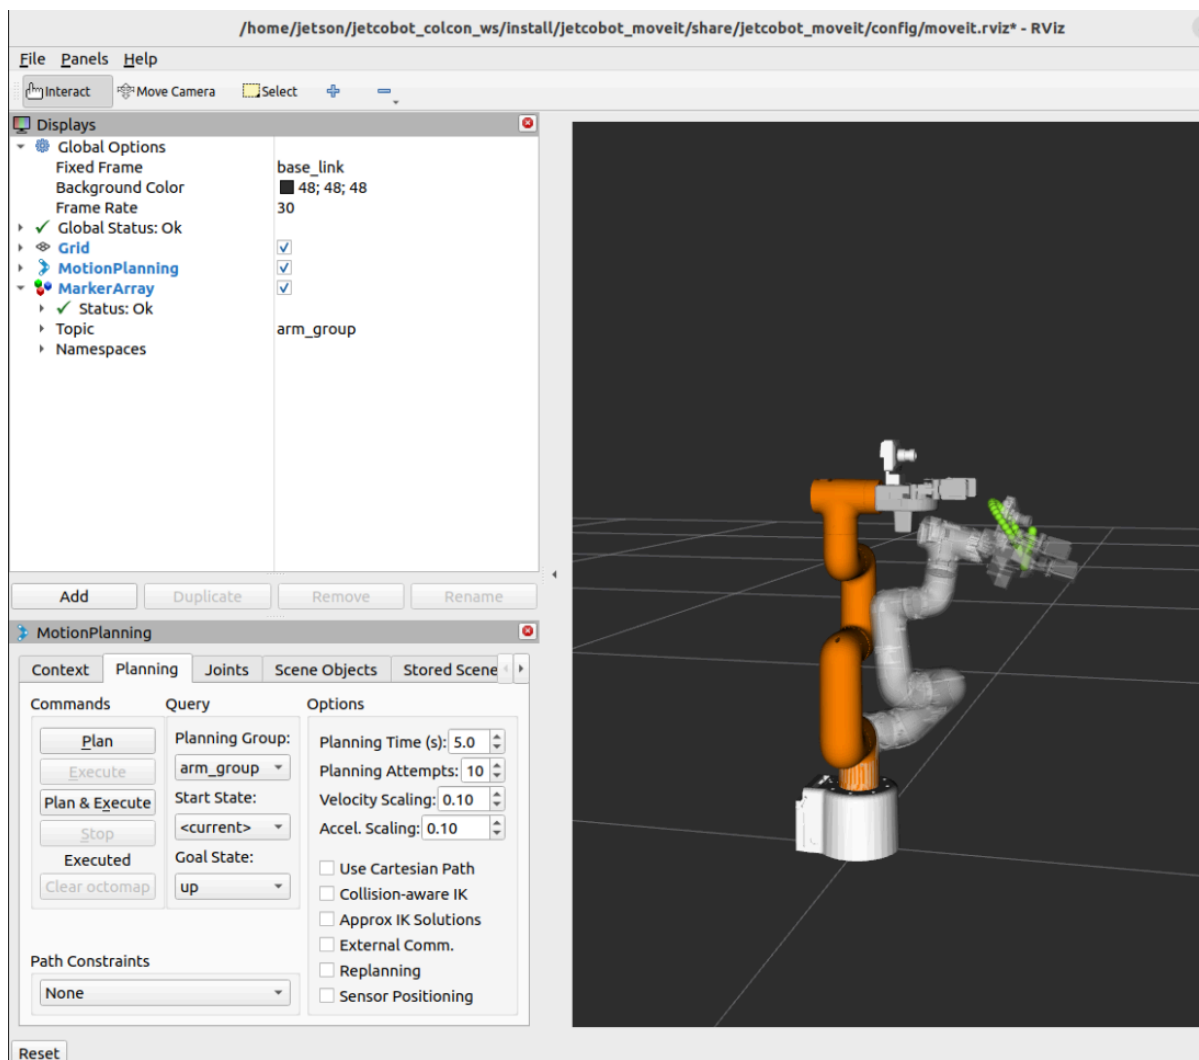 /home/jetson/jetcobot_colcon_ws/install/jetcobot_moveit/share/jetcobot_moveit/config/moveit.rviz* - RViz
File Panels Help
Interact Move Camera Select
Displays
Global Options
Fixed Frame base_link
Background Color 48; 48; 48
Frame Rate 30
Global Status: Ok
Grid
MotionPlanning
MarkerArray
Status: Ok
Topic arm_group
Namespaces
Add Duplicate Remove Rename
MotionPlanning
Context Planning Joints Scene Objects Stored Scene
Commands Query Options
Plan Planning Group: Planning Time (s): 5.0
Execute arm_group Planning Attempts: 10
Plan & Execute Start State: Velocity Scaling: 0.10
Stop <current> Accel. Scaling: 0.10
Executed Goal State: Use Cartesian Path
Clear octomap up Collision-aware IK
Approx IK Solutions
External Comm.
Path Constraints Replanning
None Sensor Positioning
Reset